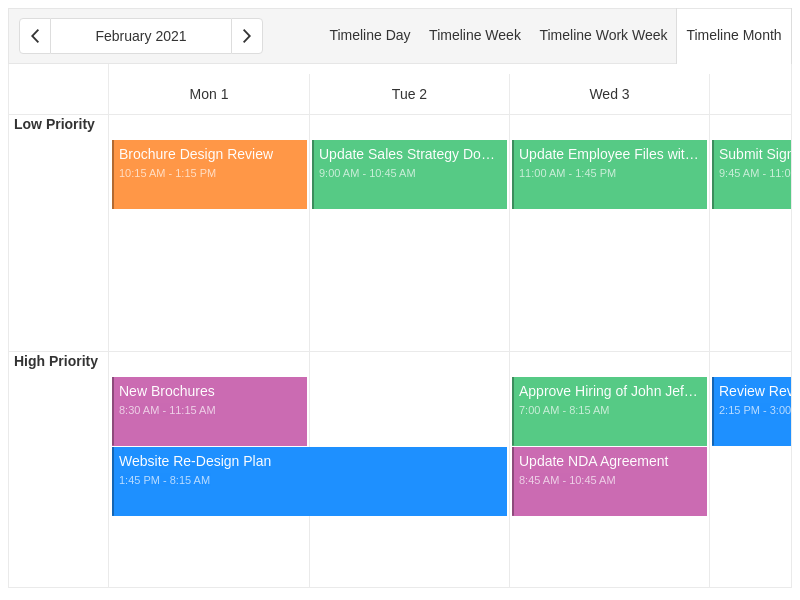 February 2021
Timeline Day
Timeline Week
Timeline Work Week
Timeline Month
Mon 1
Tue 2
Wed 3
Low Priority
Brochure Design Review
10:15 AM - 1:15 PM
Update Sales Strategy Do…
9:00 AM - 10:45 AM
Update Employee Files wit…
11:00 AM - 1:45 PM
Submit Sign
9:45 AM - 11:0
High Priority
New Brochures
8:30 AM - 11:15 AM
Approve Hiring of John Jef…
7:00 AM - 8:15 AM
Review Rev
2:15 PM - 3:00
Website Re-Design Plan
1:45 PM - 8:15 AM
Update NDA Agreement
8:45 AM - 10:45 AM